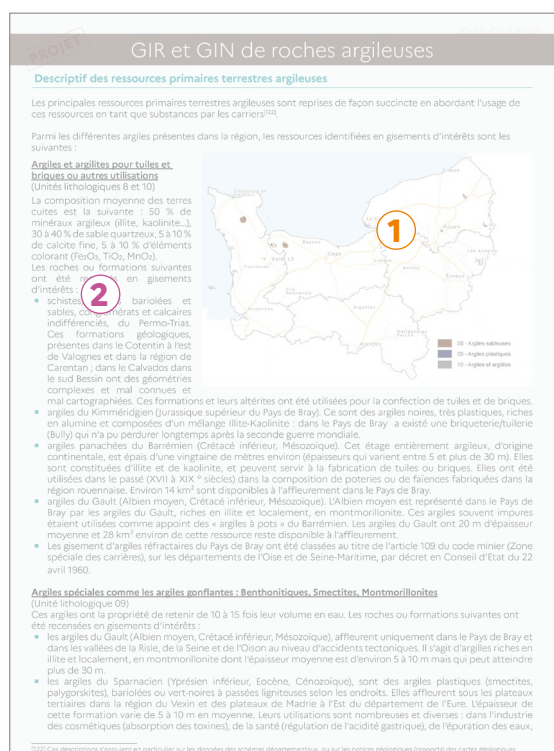 PROJET
GIR et GIN de roches argileuses
Descriptif des ressources primaires terrestres argileuses
Les principales ressources primaires terrestres argileuses sont reprises de façon succincte en abordant l'usage de
ces ressources en tant que substances par les carriers[122].
Parmi les différentes argiles présentes dans la région, les ressources identifiées en gisements d'intérêts sont les
suivantes :
Argiles et argilites pour tuiles et
briques ou autres utilisations
(Unités lithologiques 8 et 10)
La composition moyenne des terres
cuites est la suivante : 50 % de
minéraux argileux (illite, kaolinite...),
30 à 40 % de sable quartzeux, 5 à 10 %
de calcite fine, 5 à 10 % d'éléments
colorant (Fe2O3, TiO2, MnO2).
Les roches ou formations suivantes
ont été en gisements
d'intérêts :
schistes, bariolées et
sables, conglomérats et calcaires
indifférenciés, du Permo-Trias.
Ces formations géologiques,
présentes dans le Cotentin à l'est
de Valognes et dans la région de
Carentan ; dans le Calvados dans
le sud Bessin ont des géométries
complexes et mal connues et
mal cartographiées. Ces formations et leurs altérites ont été utilisées pour la confection de tuiles et de briques.
1
2
08 - Argiles sableuses
09 - Argiles plastiques
10 - Argiles et argilites
argiles du Kimméridgien (Jurassique supérieur du Pays de Bray). Ce sont des argiles noires, très plastiques, riches
en alumine et composées d'un mélange Illite-Kaolinite : dans le Pays de Bray a existé une briqueterie/tuilerie
(Bully) qui n'a pu perdurer longtemps après la seconde guerre mondiale.
argiles panachées du Barrémien (Crétacé inférieur, Mésozoïque). Cet étage entièrement argileux, d'origine
continentale, est épais d'une vingtaine de mètres environ (épaisseurs qui varient entre 5 et plus de 30 m). Elles
sont constituées d'illite et de kaolinite, et peuvent servir à la fabrication de tuiles ou briques. Elles ont été
utilisées dans le passé (XVII à XIX ° siècles) dans la composition de poteries ou de faïences fabriquées dans la
région rouennaise. Environ 14 km² sont disponibles à l'affleurement dans le Pays de Bray.
argiles du Gault (Albien moyen, Crétacé inférieur, Mésozoïque). L'Albien moyen est représenté dans le Pays de
Bray par les argiles du Gault, riches en illite et localement, en montmorillonite. Ces argiles souvent impures
étaient utilisées comme appoint des « argiles à pots » du Barrémien. Les argiles du Gault ont 20 m d'épaisseur
moyenne et 28 km² environ de cette ressource reste disponible à l'affleurement.
Les gisement d'argiles réfractaires du Pays de Bray ont été classées au titre de l'article 109 du code minier (Zone
spéciale des carrières), sur les départements de l'Oise et de Seine-Maritime, par décret en Conseil d'Etat du 22
avril 1960.
Argiles spéciales comme les argiles gonflantes : Benthonitiques, Smectites, Montmorillonites
(Unité lithologique 09)
Ces argiles ont la propriété de retenir de 10 à 15 fois leur volume en eau. Les roches ou formations suivantes ont
été recensées en gisements d'intérêts :
les argiles du Gault (Albien moyen, Crétacé inférieur, Mésozoïque), affleurent uniquement dans le Pays de Bray et
dans les vallées de la Risle, de la Seine et de l'Oison au niveau d'accidents tectoniques. Il s'agit d'argiles riches en
illite et localement, en montmorillonite dont l'épaisseur moyenne est d'environ 5 à 10 m mais qui peut atteindre
plus de 30 m.
les argiles du Sparnacien (Yprésien inférieur, Eocène, Cénozoïque), sont des argiles plastiques (smectites,
palygorskites), bariolées ou vert-noires à passées ligniteuses selon les endroits. Elles affleurent sous les plateaux
tertiaires dans la région du Vexin et des plateaux de Madrie à l'Est du département de l'Eure. L'épaisseur de
cette formation varie de 5 à 10 m en moyenne. Leurs utilisations sont nombreuses et diverses : dans l'industrie
des cosmétiques (absorption des toxines), de la santé (régulation de l'acidité gastrique), de l'épuration des eaux,
[122] Ces descriptions s'appuient en particulier sur les données des schémas départementaux, ou sur les notices géologiques (rapports) des cartes géologiques